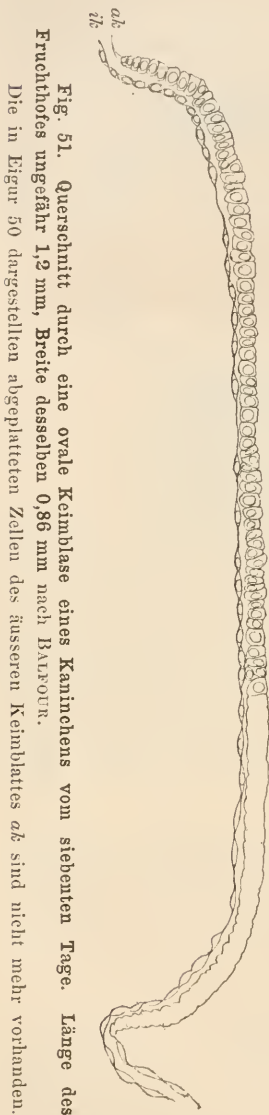 ak
ik
Fig. 51. Querschnitt durch eine ovale Keimblase eines Kaninchens vom siebenten Tage. Länge des
Fruchthofes ungefähr 1,2 mm, Breite desselben 0,86 mm nach BALFOUR.
Die in Eigur 50 dargestellten abgeplatteten Zellen des äusseren Keimblattes ak sind nicht mehr vorhanden.